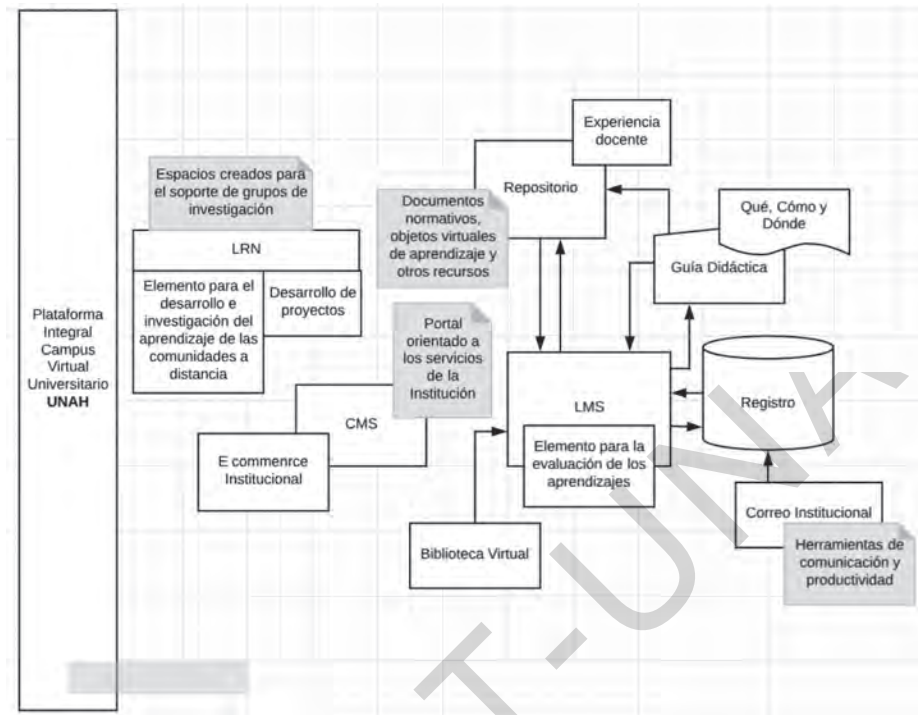 Plataforma
Integral
Campus
Virtual
Universitario
UNAH
Espacios creados para
el soporte de grupos de
investigación
LRN
Elemento para el
desarrollo e
investigación del
aprendizaje de las
comunidades a
distancia
Desarrollo de
proyectos
Experiencia
docente
Repositorio
Documentos
normativos,
objetos virtuales
de aprendizaje y
otros recursos
Qué, Cómo y
Dónde
Guía Didáctica
Portal
orientado a
los servicios
de la
Institución
CMS
E commenrce
Institucional
LMS
Elemento para la
evaluación de los
aprendizajes
Registro
Biblioteca Virtual
Correo Institucional
Herramientas de
comunicación y
productividad
T-UNA